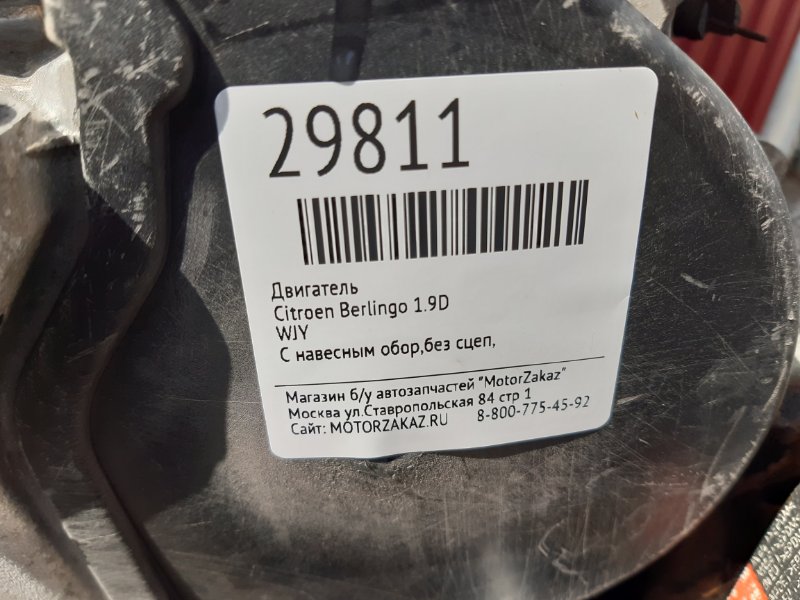 29811
Двигатель
Citroen Berlingo 1.9D
WJY
С навесным обор,без сцеп,
Магазин б/у автозапчастей "MotorZakaz"
Москва ул.Ставропольская 84 стр 1
Сайт: MOTORZAKAZ.RU 8-800-775-45-92